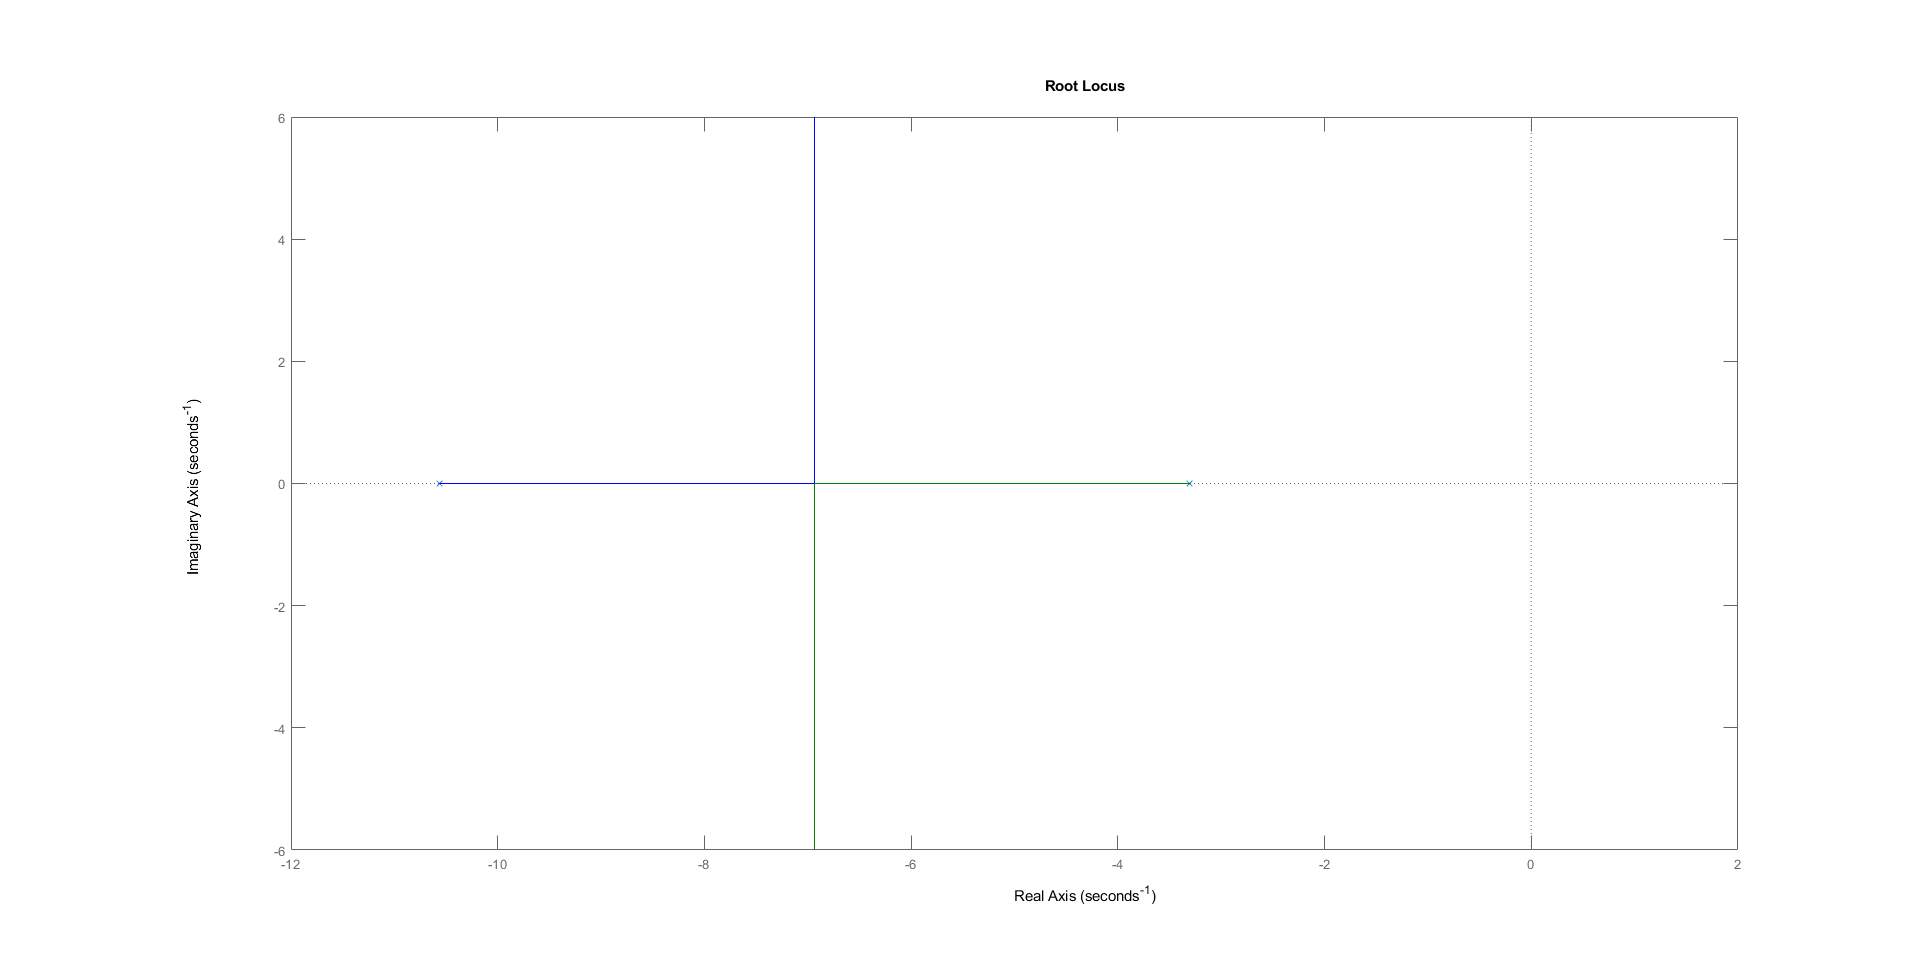 Root Locus
6
4
2
0
-2
-4
-6
-12 -10 -8 -6 -4 -2 0 2
Imaginary Axis (seconds⁻¹)
Real Axis (seconds⁻¹)